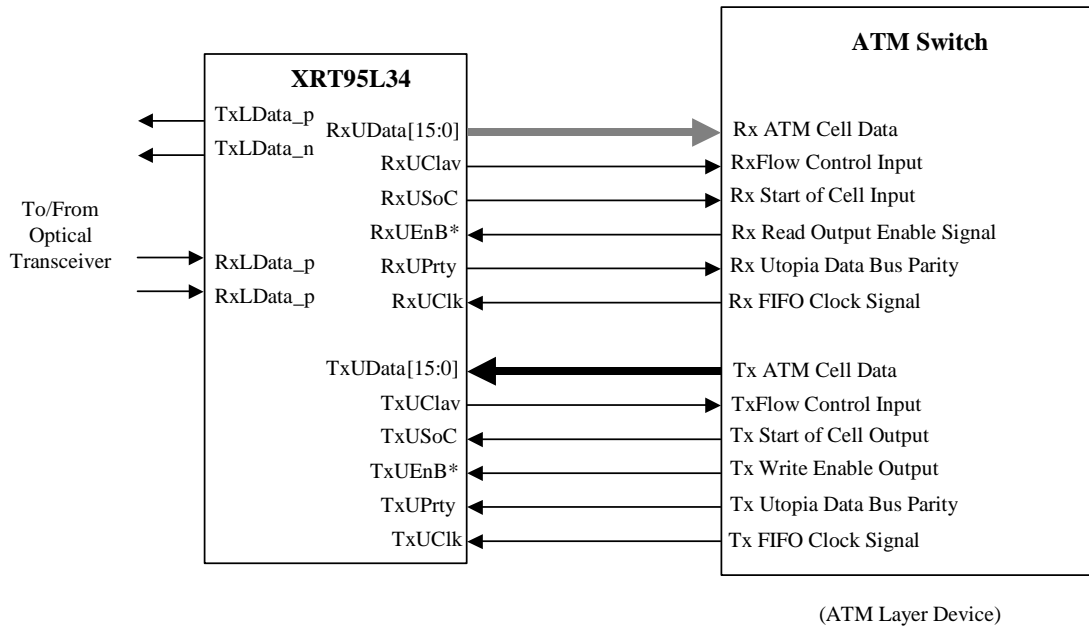 ATM Switch
XRT95L34
TxLData_p
TxLData_n
To/From
Optical
Transceiver
RxLData_p
RxLData_p
RxUData[15:0]
RxUClav
RxUSoC
RxUEnB*
RxUPrty
RxUClk
TxUData[15:0]
TxUClav
TxUSoC
TxUEnB*
TxUPrty
TxUClk
Rx ATM Cell Data
RxFlow Control Input
Rx Start of Cell Input
Rx Read Output Enable Signal
Rx Utopia Data Bus Parity
Rx FIFO Clock Signal
Tx ATM Cell Data
TxFlow Control Input
Tx Start of Cell Output
Tx Write Enable Output
Tx Utopia Data Bus Parity
Tx FIFO Clock Signal
(ATM Layer Device)